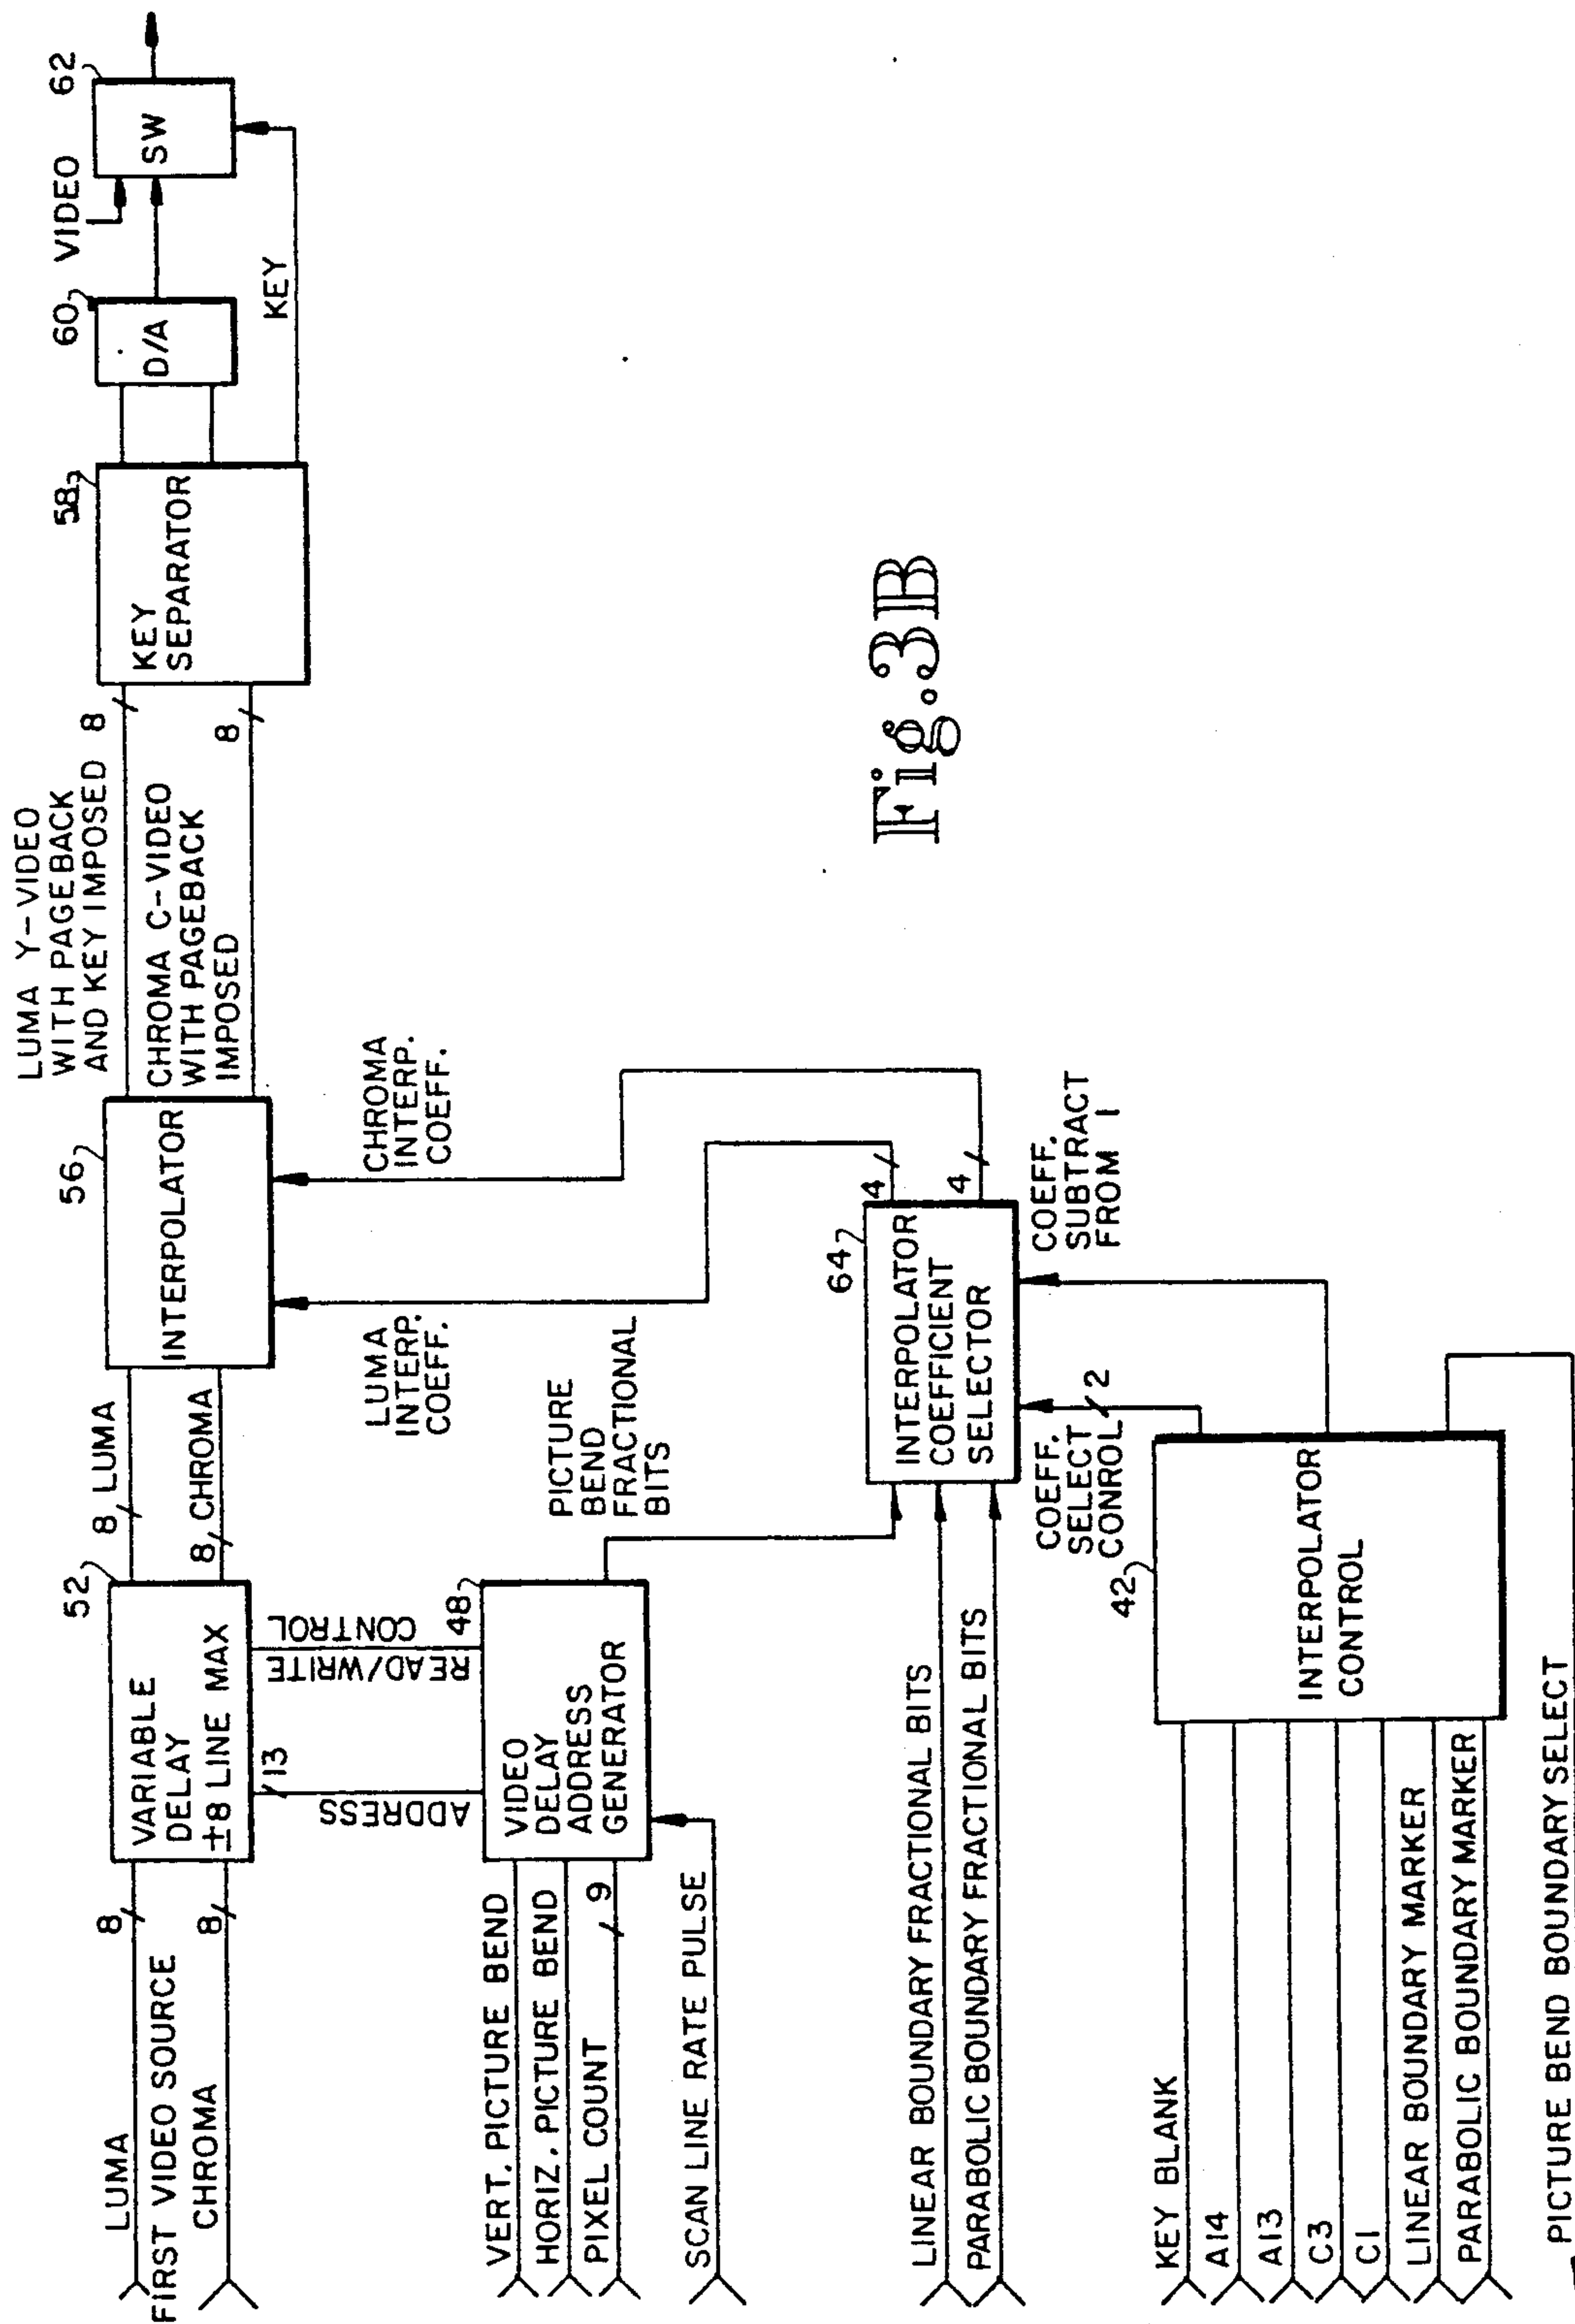 LUMA
FIRST VIDEO SOURCE
CHROMA
8
8
52
VARIABLE
DELAY
±8 LINE MAX
8 LUMA
8 CHROMA
56
INTERPOLATOR
LUMA Y-VIDEO
WITH PAGEBACK
AND KEY IMPOSED 8
CHROMA C-VIDEO
WITH PAGEBACK
IMPOSED
8
58
KEY
SEPARATOR
60
D/A
VIDEO
62
SW
KEY
ADDRESS
13
READ/WRITE
CONTROL
VERT. PICTURE BEND
HORIZ. PICTURE BEND
PIXEL COUNT
9
SCAN LINE RATE PULSE
48
VIDEO
DELAY
ADDRESS
GENERATOR
PICTURE
BEND
FRACTIONAL
BITS
LUMA
INTERP.
COEFF.
CHROMA
INTERP.
COEFF.
LINEAR BOUNDARY FRACTIONAL BITS
PARABOLIC BOUNDARY FRACTIONAL BITS
64
INTERPOLATOR
COEFFICIENT
SELECTOR
4
4
COEFF.
SELECT
CONROL
2
COEFF.
SUBTRACT
FROM 1
KEY BLANK
A14
A13
C3
C1
LINEAR BOUNDARY MARKER
PARABOLIC BOUNDARY MARKER
42
INTERPOLATOR
CONTROL
PICTURE BEND BOUNDARY SELECT
Fig.3B